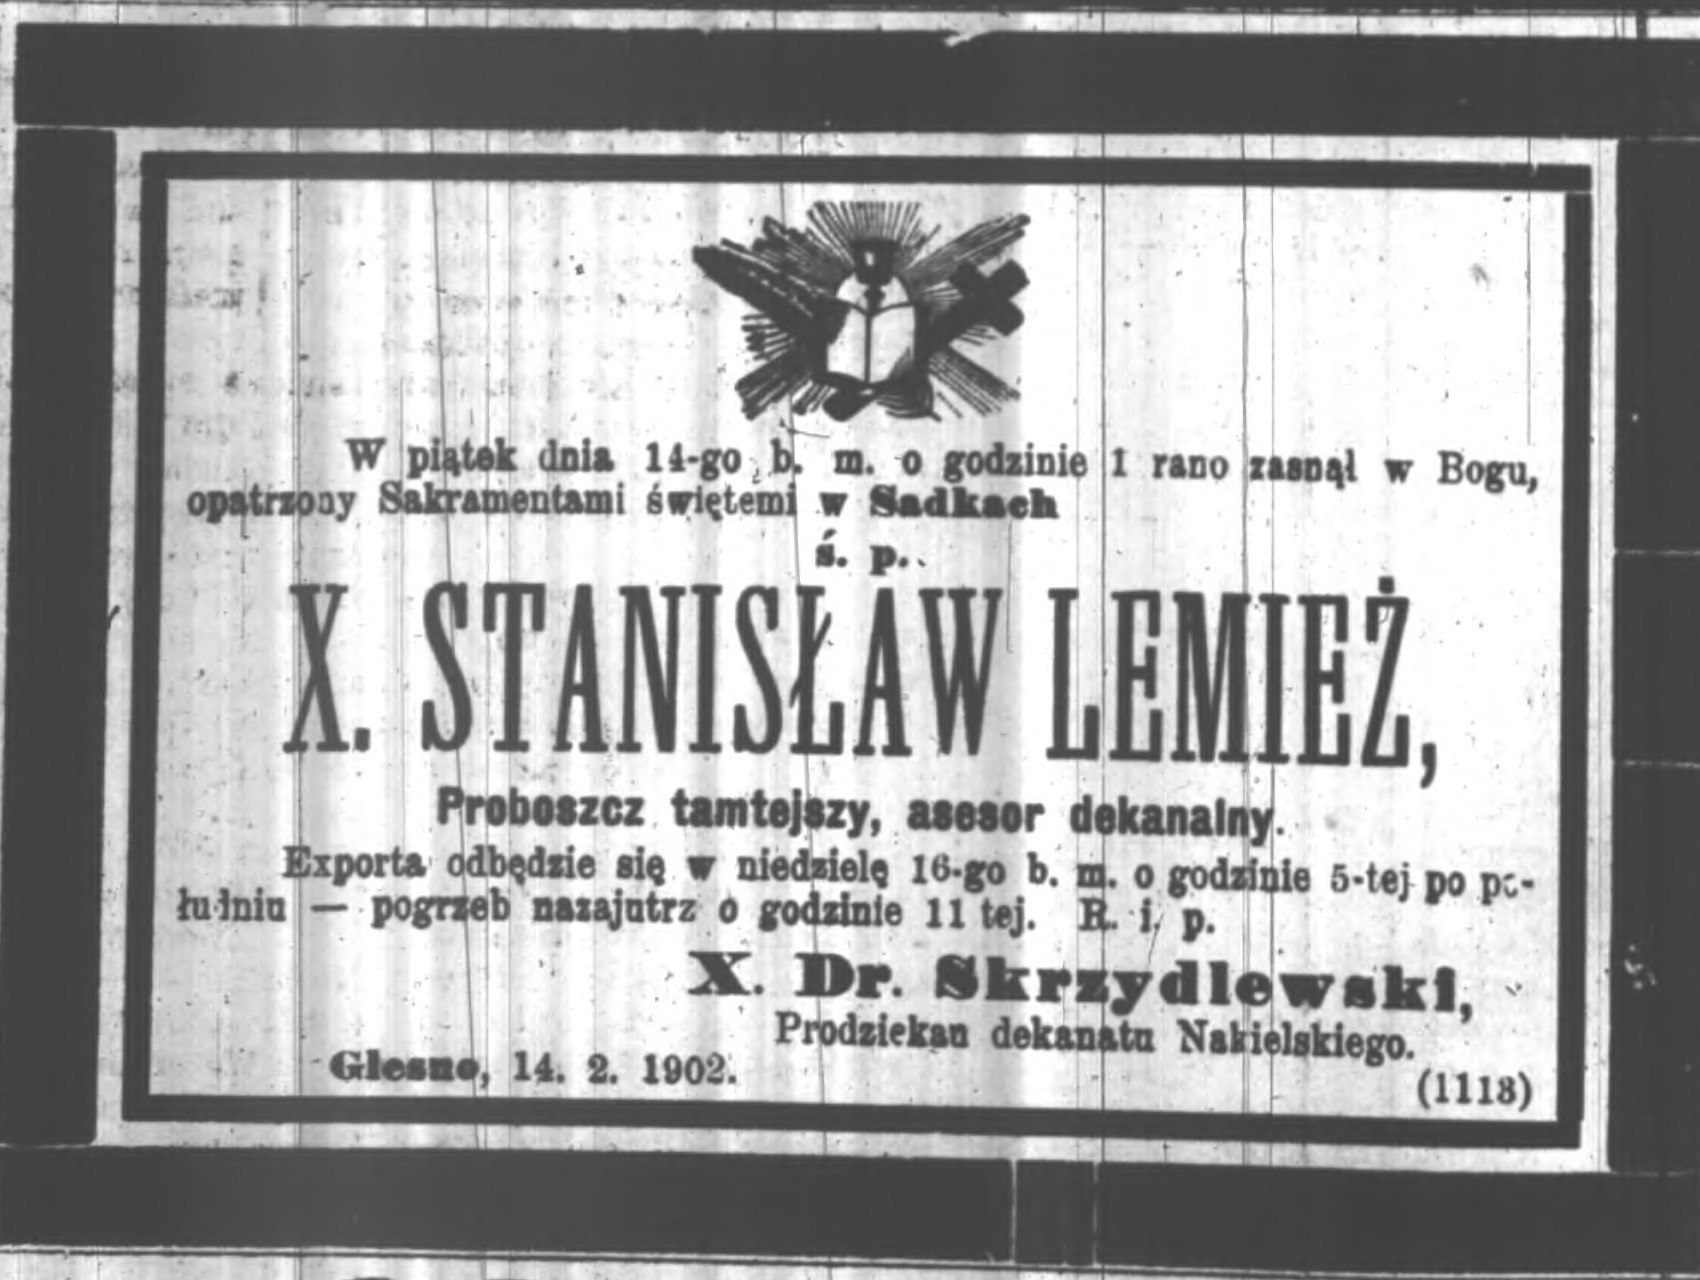 W piątek dnia 14-go b. m. o godzinie 1 rano zasnął w Bogu,
opatrzony Sakramentami świętemi w Sadkach
ś. p.
X. STANISŁAW LEMIEŻ,
Proboszcz tamtejszy, asesor dekanalny.
Exporta odbędzie się w niedzielę 16-go b. m. o godzinie 5-tej po po-
łudniu — pogrzeb nazajutrz o godzinie 11 tej. R. i. p.
X. Dr. Skrzydlewski,
Prodziekan dekanatu Nakielskiego.
Glesno, 14. 2. 1902.
(1113)